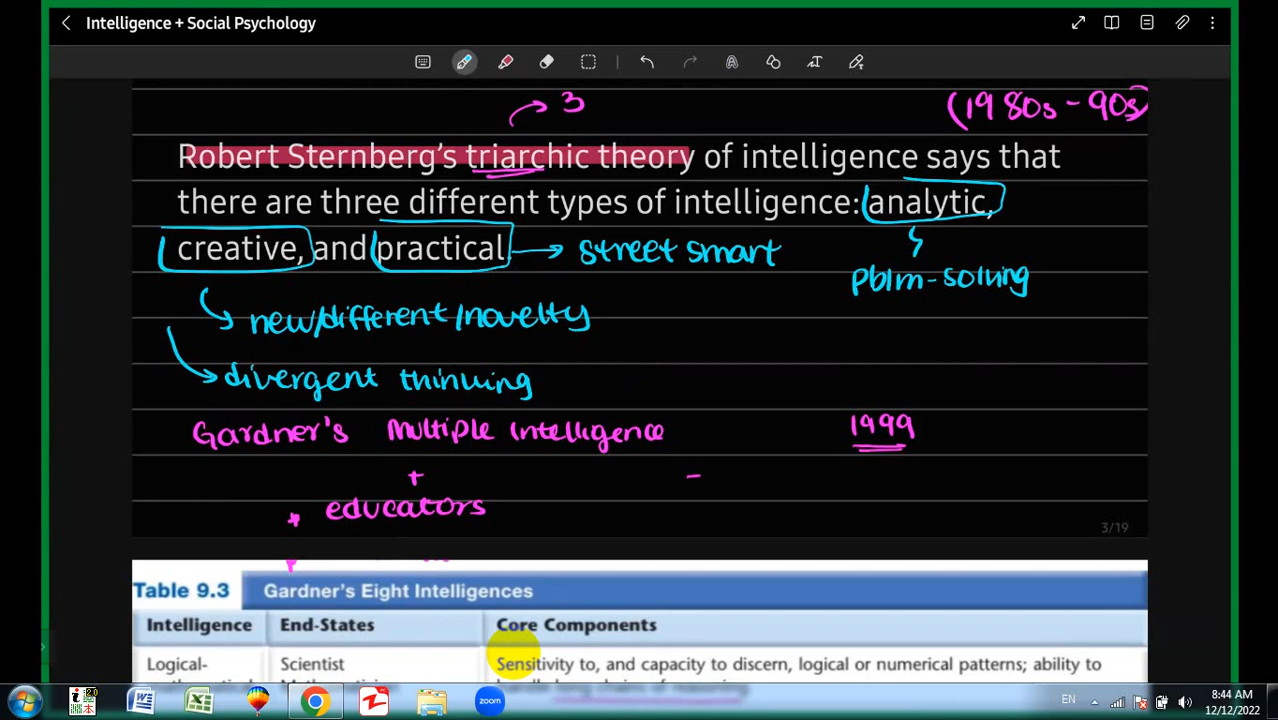 Intelligence + Social Psychology
→ 3
(1980s - 90s)
Robert Sternberg's triarchic theory of intelligence says that
there are three different types of intelligence: analytic,
creative, and practical. → street smart
pblm-solving
new/different/novelty
divergent thinking
Gardner's Multiple Intelligence 1999
+ -
educators
3/19
Table 9.3 Gardner's Eight Intelligences
Intelligence End-States Core Components
Logical- Scientist Sensitivity to, and capacity to discern, logical or numerical patterns; ability to
zoom
EN 8:44 AM
12/12/2022